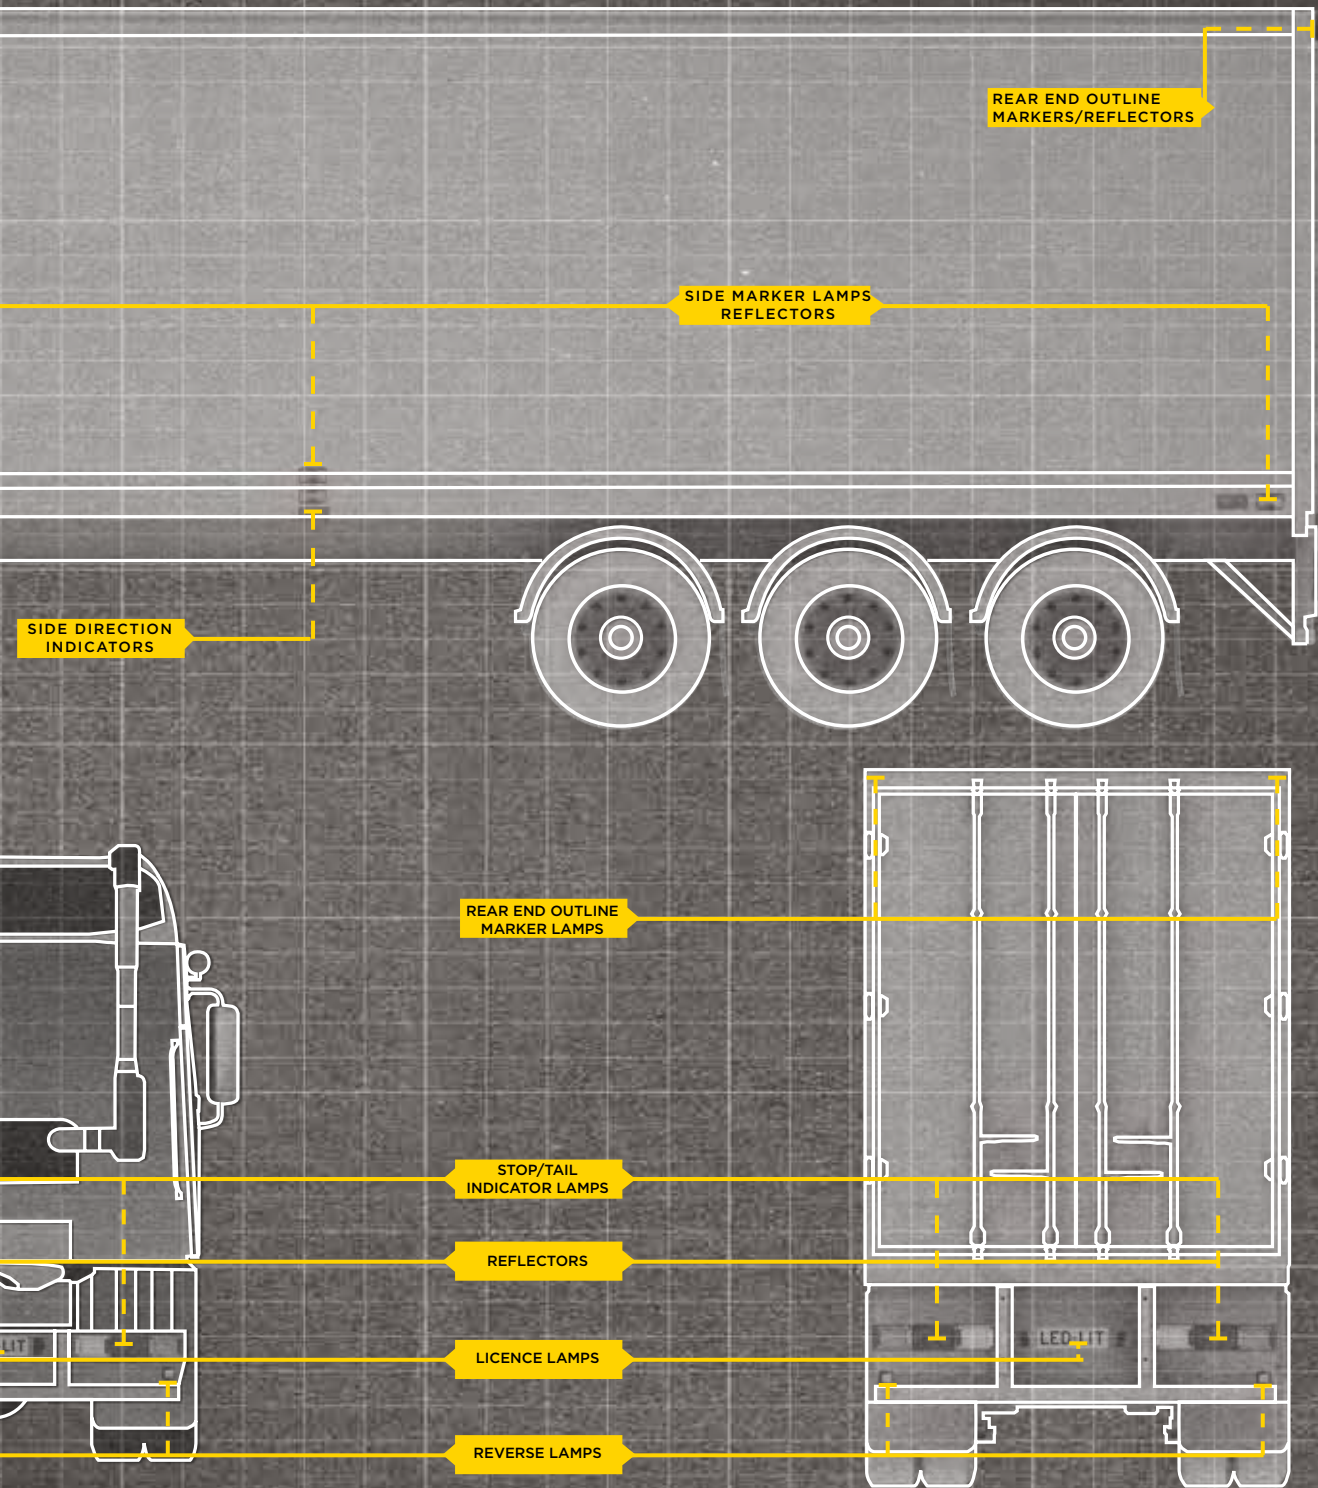 REAR END OUTLINE
MARKERS/REFLECTORS
SIDE MARKER LAMPS
REFLECTORS
SIDE DIRECTION
INDICATORS
REAR END OUTLINE
MARKER LAMPS
STOP/TAIL
INDICATOR LAMPS
REFLECTORS
LED-LIT
LIT
LICENCE LAMPS
REVERSE LAMPS